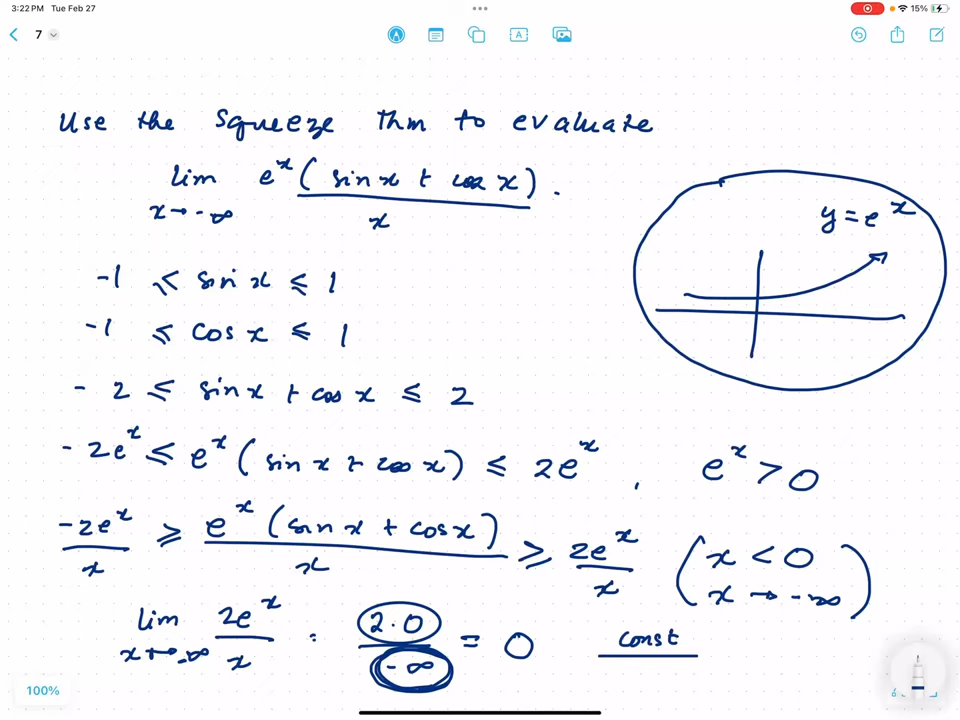 3:22 PM Tue Feb 27
15%
7
A
Use the Squeeze Thm to evaluate
lim x→-∞ e^x (sin x + cos x) / x .
y = e^x
-1 ≤ sin x ≤ 1
-1 ≤ cos x ≤ 1
-2 ≤ sin x + cos x ≤ 2
-2e^x ≤ e^x (sin x + cos x) ≤ 2e^x , e^x > 0
-2e^x / x ≥ e^x (sin x + cos x) / x ≥ 2e^x / x (x < 0 x → -∞)
lim x→-∞ 2e^x / x = 2·0 / -∞ = 0 const
100%